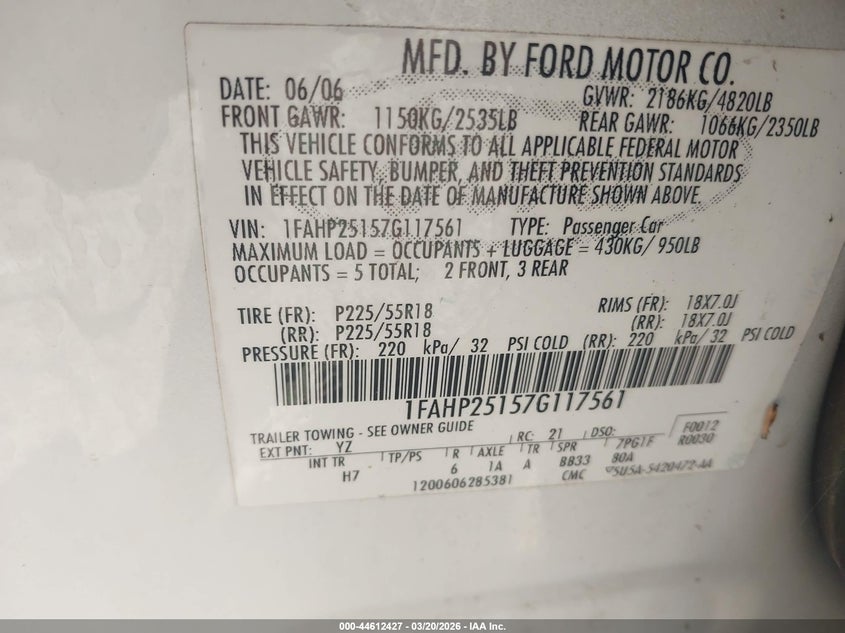 MFD. BY FORD MOTOR CO.
DATE: 06/06 GVWR: 2186KG/4820LB
FRONT GAWR: 1150KG/2535LB REAR GAWR: 1066KG/2350LB
THIS VEHICLE CONFORMS TO ALL APPLICABLE FEDERAL MOTOR
VEHICLE SAFETY, BUMPER, AND THEFT PREVENTION STANDARDS
IN EFFECT ON THE DATE OF MANUFACTURE SHOWN ABOVE.
VIN: 1FAHP25157G117561 TYPE: Passenger Car
MAXIMUM LOAD = OCCUPANTS + LUGGAGE = 430KG/ 950LB
OCCUPANTS = 5 TOTAL; 2 FRONT, 3 REAR
TIRE (FR): P225/55R18 RIMS (FR): 18X7.0J
(RR): P225/55R18 (RR): 18X7.0J
PRESSURE (FR): 220 kPa/ 32 PSI COLD (RR): 220 kPa/ 32 PSI COLD
1FAHP25157G117561
TRAILER TOWING - SEE OWNER GUIDE
EXT PNT: YZ RC: 21 DSO: F0012
INT TR TP/PS R AXLE TR SPR 7PG1F R0030
H7 6 1A A BB33 80A
1200606285381 CMC 5U5A-5420472-AA
000-44612427 | 03/20/2026 | IAA Inc.